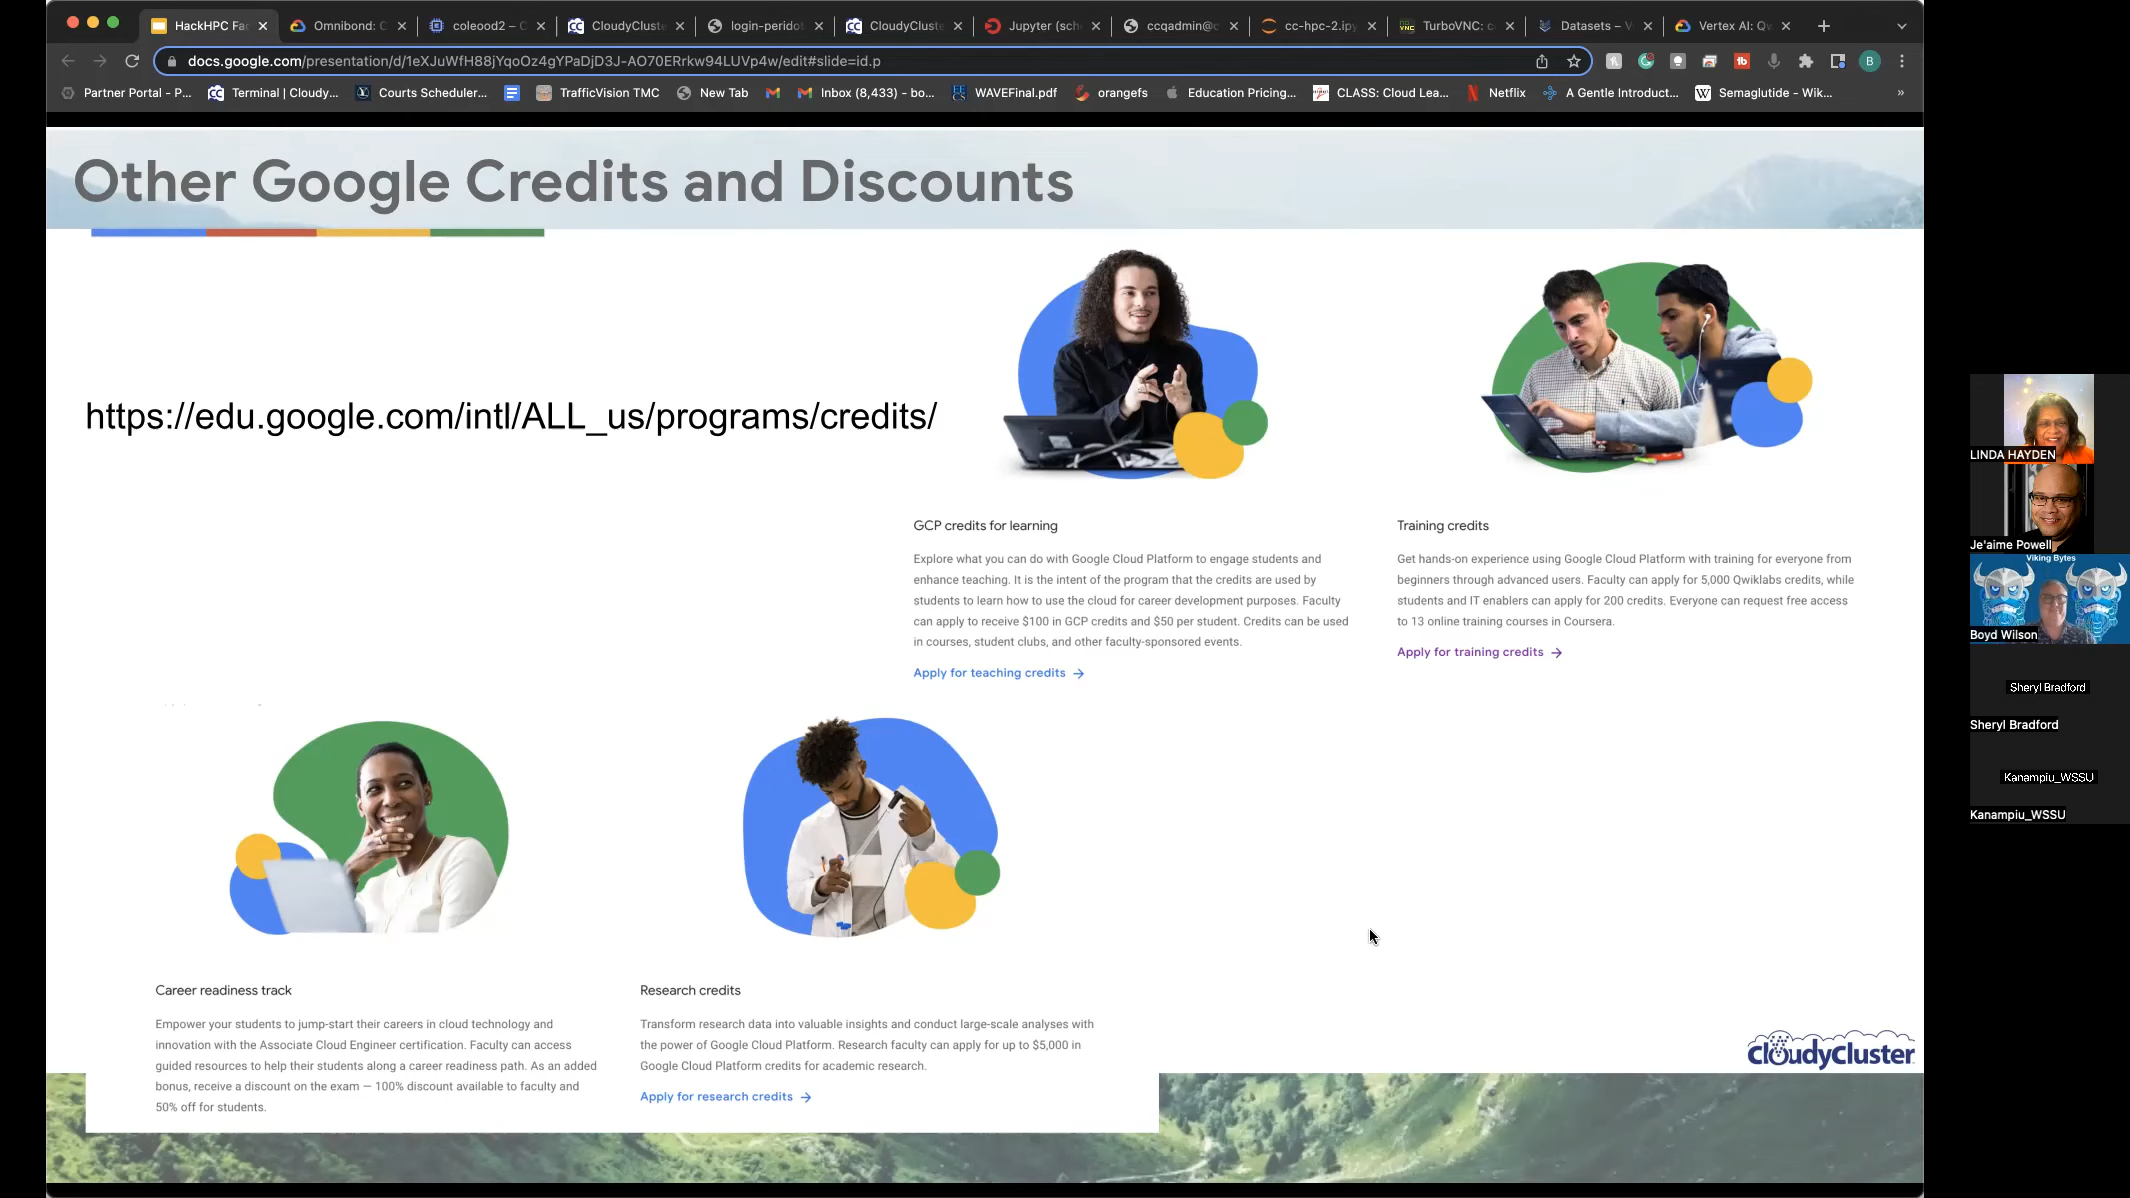 HackHPC Fac
Omnibond: C
coleood2 – C
CloudyCluste
login-peridot
CloudyCluste
Jupyter (sche
ccqadmin@c
cc-hpc-2.ipy
TurboVNC: c
Datasets – V
Vertex AI: Qw
docs.google.com/presentation/d/1eXJuWfH88jYqoOz4gYPaDjD3J-AO70ERrkw94LUVp4w/edit#slide=id.p
Partner Portal - P...
Terminal | Cloudy...
Courts Scheduler...
TrafficVision TMC
New Tab
Inbox (8,433) - bo...
WAVEFinal.pdf
orangefs
Education Pricing...
CLASS: Cloud Lea...
Netflix
A Gentle Introduct...
Semaglutide - Wik...
»
Other Google Credits and Discounts
https://edu.google.com/intl/ALL_us/programs/credits/
GCP credits for learning
Explore what you can do with Google Cloud Platform to engage students and
enhance teaching. It is the intent of the program that the credits are used by
students to learn how to use the cloud for career development purposes. Faculty
can apply to receive $100 in GCP credits and $50 per student. Credits can be used
in courses, student clubs, and other faculty-sponsored events.
Apply for teaching credits →
Training credits
Get hands-on experience using Google Cloud Platform with training for everyone from
beginners through advanced users. Faculty can apply for 5,000 Qwiklabs credits, while
students and IT enablers can apply for 200 credits. Everyone can request free access
to 13 online training courses in Coursera.
Apply for training credits →
Career readiness track
Empower your students to jump-start their careers in cloud technology and
innovation with the Associate Cloud Engineer certification. Faculty can access
guided resources to help their students along a career readiness path. As an added
bonus, receive a discount on the exam — 100% discount available to faculty and
50% off for students.
Research credits
Transform research data into valuable insights and conduct large-scale analyses with
the power of Google Cloud Platform. Research faculty can apply for up to $5,000 in
Google Cloud Platform credits for academic research.
Apply for research credits →
cloudycluster
LINDA HAYDEN
Je'aime Powell
Viking Bytes
Boyd Wilson
Sheryl Bradford
Sheryl Bradford
Kanampiu_WSSU
Kanampiu_WSSU